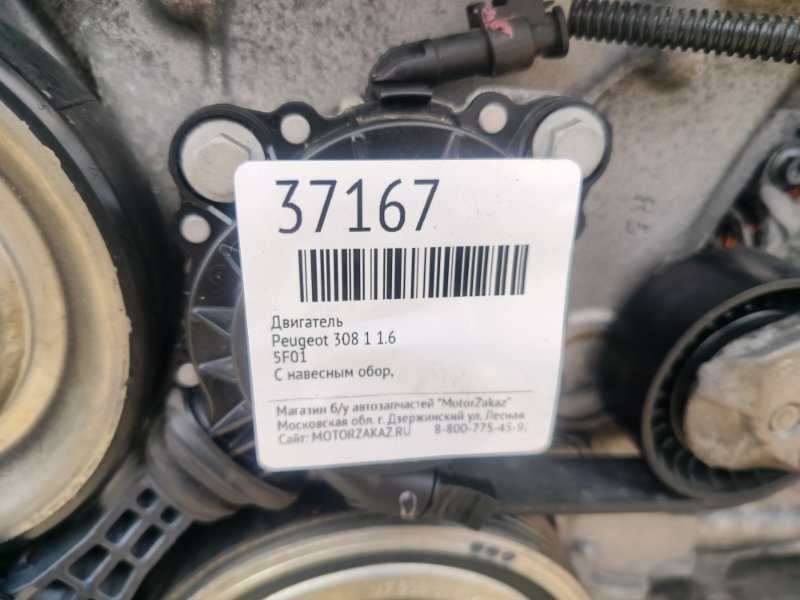 37167
Двигатель
Peugeot 308 1 1.6
5F01
С навесным обор,
Магазин б/у автозапчастей "MotorZakaz"
Московская обл. г. Дзержинский ул. Лесная
Сайт: MOTORZAKAZ.RU 8-800-775-45-9.